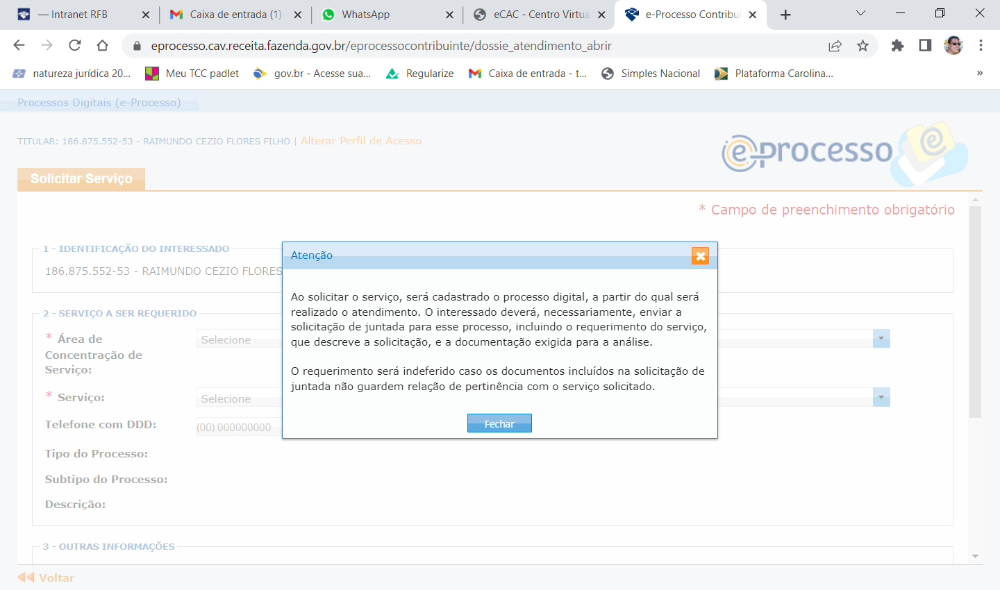 — Intranet RFB
Caixa de entrada (1)
WhatsApp
eCAC - Centro Virtua
e-Processo Contribui
eprocesso.cav.receita.fazenda.gov.br/eprocessocontribuinte/dossie_atendimento_abrir
natureza jurídica 20...
Meu TCC padlet
gov.br - Acesse sua...
Regularize
Caixa de entrada - t...
Simples Nacional
Plataforma Carolina...
»
Processos Digitais (e-Processo)
TITULAR: 186.875.552-53 - RAIMUNDO CEZIO FLORES FILHO | Alterar Perfil de Acesso
e-processo
Solicitar Serviço
* Campo de preenchimento obrigatório
1 - IDENTIFICAÇÃO DO INTERESSADO
186.875.552-53 - RAIMUNDO CEZIO FLORES
Atenção
Ao solicitar o serviço, será cadastrado o processo digital, a partir do qual será
realizado o atendimento. O interessado deverá, necessariamente, enviar a
solicitação de juntada para esse processo, incluindo o requerimento do serviço,
que descreve a solicitação, e a documentação exigida para a análise.
O requerimento será indeferido caso os documentos incluídos na solicitação de
juntada não guardem relação de pertinência com o serviço solicitado.
Fechar
2 - SERVIÇO A SER REQUERIDO
* Área de
Concentração de
Serviço:
Selecione
* Serviço:
Selecione
Telefone com DDD:
(00) 000000000
Tipo do Processo:
Subtipo do Processo:
Descrição:
3 - OUTRAS INFORMAÇÕES
Voltar